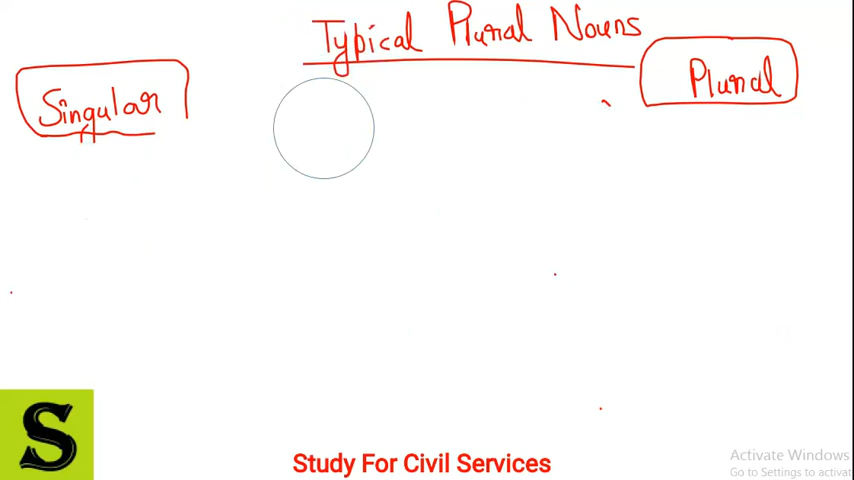 Typical Plural Nouns
Singular
Plural
S
Study For Civil Services
Activate Windows
Go to Settings to activat